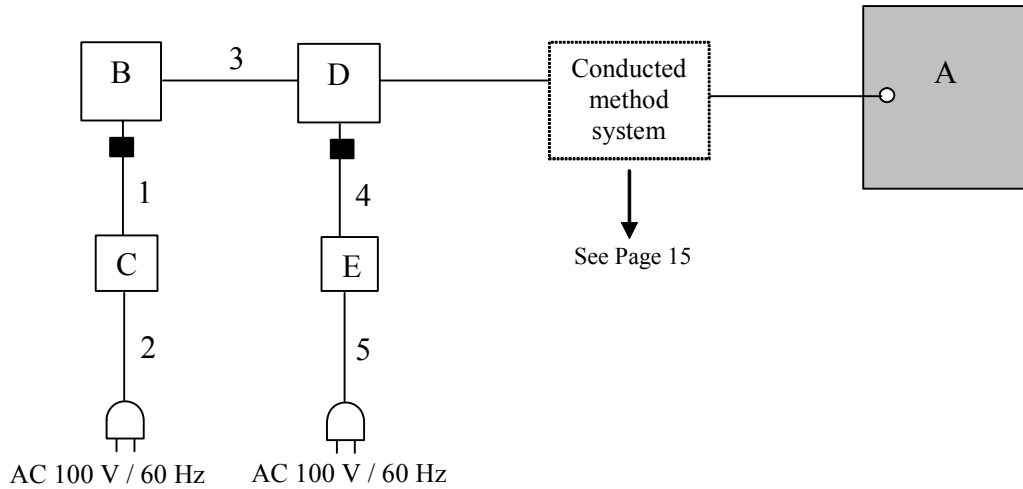 B
3
D
Conducted
method
system
A
1
4
See Page 15
C
E
2
5
AC 100 V / 60 Hz
AC 100 V / 60 Hz